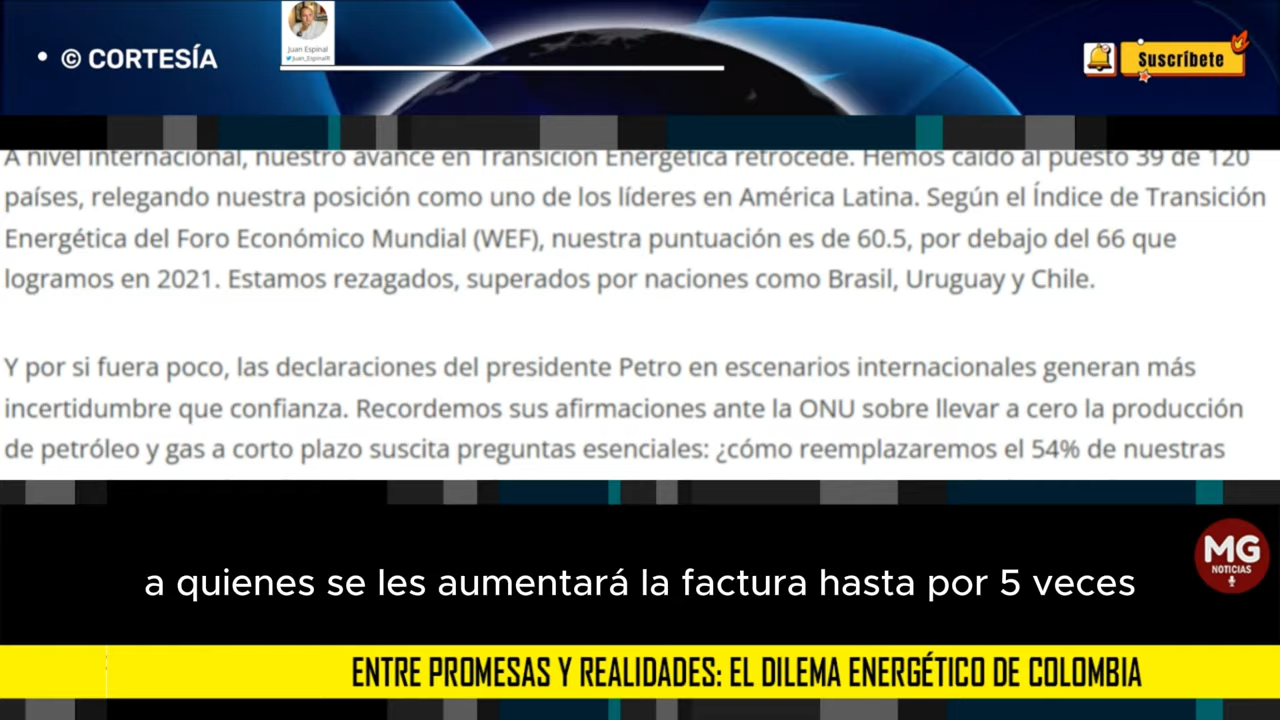 • © CORTESÍA
Juan Espinal
Suscríbete
A nivel internacional, nuestro avance en Transición Energética retrocede. Hemos caído al puesto 39 de 120
países, relegando nuestra posición como uno de los líderes en América Latina. Según el Índice de Transición
Energética del Foro Económico Mundial (WEF), nuestra puntuación es de 60.5, por debajo del 66 que
logramos en 2021. Estamos rezagados, superados por naciones como Brasil, Uruguay y Chile.
Y por si fuera poco, las declaraciones del presidente Petro en escenarios internacionales generan más
incertidumbre que confianza. Recordemos sus afirmaciones ante la ONU sobre llevar a cero la producción
de petróleo y gas a corto plazo suscita preguntas esenciales: ¿cómo reemplazaremos el 54% de nuestras
MG
NOTICIAS
a quienes se les aumentará la factura hasta por 5 veces
ENTRE PROMESAS Y REALIDADES: EL DILEMA ENERGÉTICO DE COLOMBIA